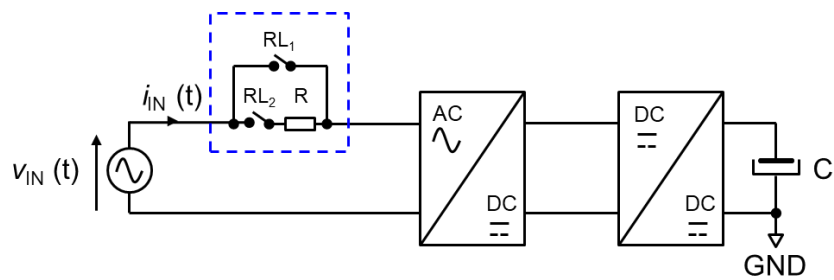 RL1
RL2
R
iIN (t)
vIN (t)
AC
DC
DC
DC
C
GND